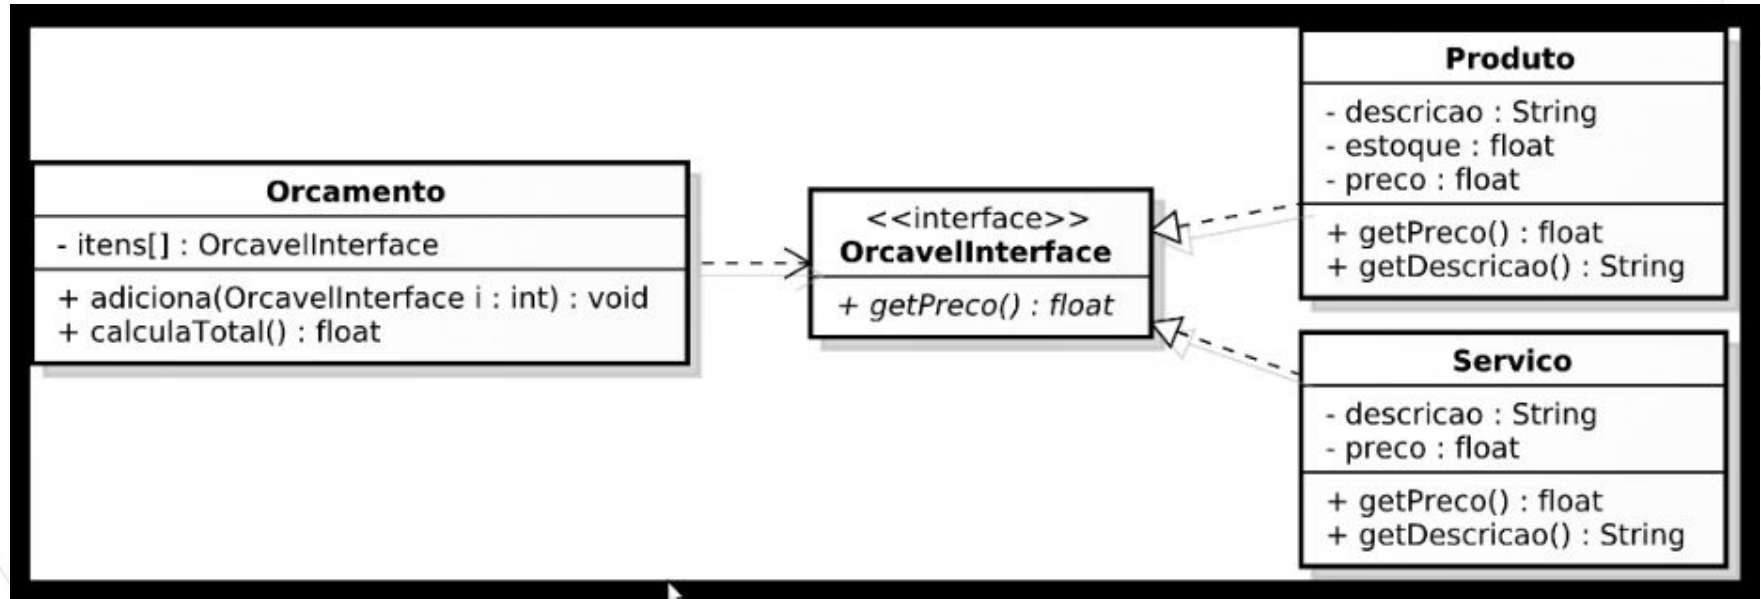 Orcamento
- itens[] : OrcavelInterface
+ adiciona(OrcavelInterface i : int) : void
+ calculaTotal() : float
<<interface>>
OrcavelInterface
+ getPreco() : float
Produto
- descricao : String
- estoque : float
- preco : float
+ getPreco() : float
+ getDescricao() : String
Servico
- descricao : String
- preco : float
+ getPreco() : float
+ getDescricao() : String